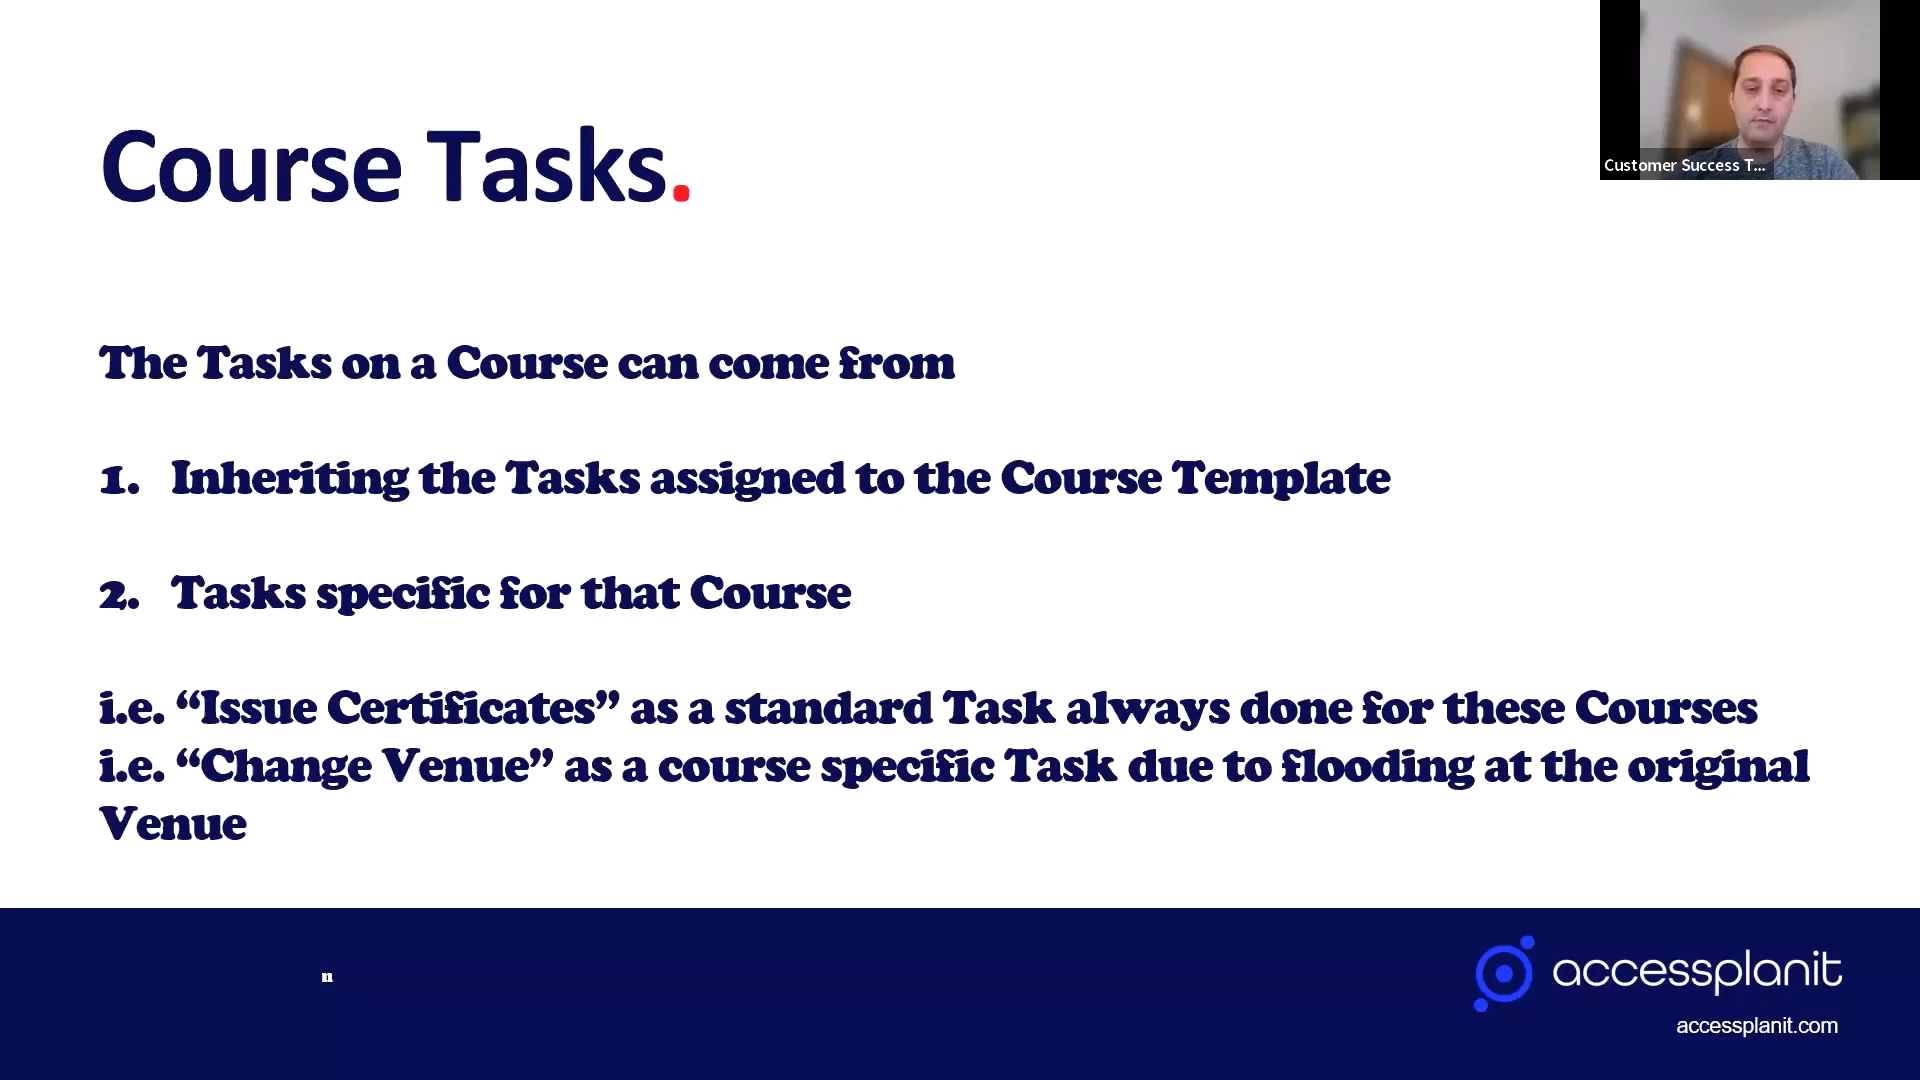 Customer Success T...
Course Tasks.
The Tasks on a Course can come from
1. Inheriting the Tasks assigned to the Course Template
2. Tasks specific for that Course
i.e. “Issue Certificates” as a standard Task always done for these Courses
i.e. “Change Venue” as a course specific Task due to flooding at the original
Venue
n
accessplanit
accessplanit.com